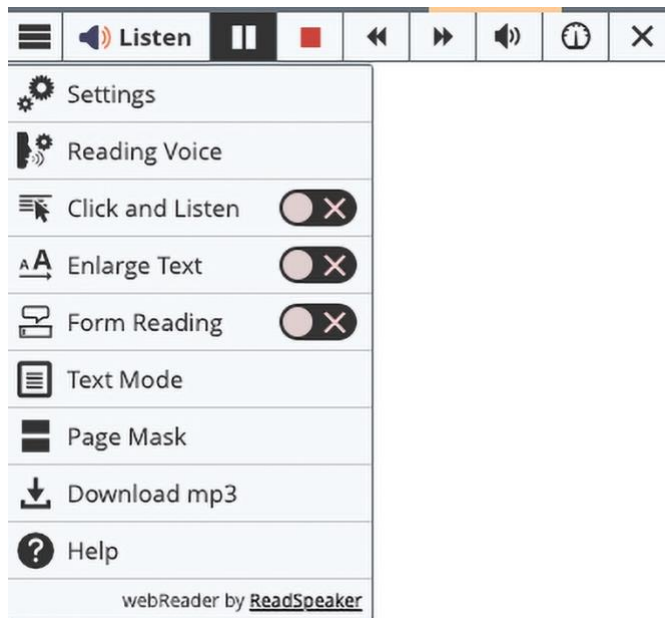 Listen
Settings
Reading Voice
Click and Listen
Enlarge Text
Form Reading
Text Mode
Page Mask
Download mp3
Help
webReader by ReadSpeaker